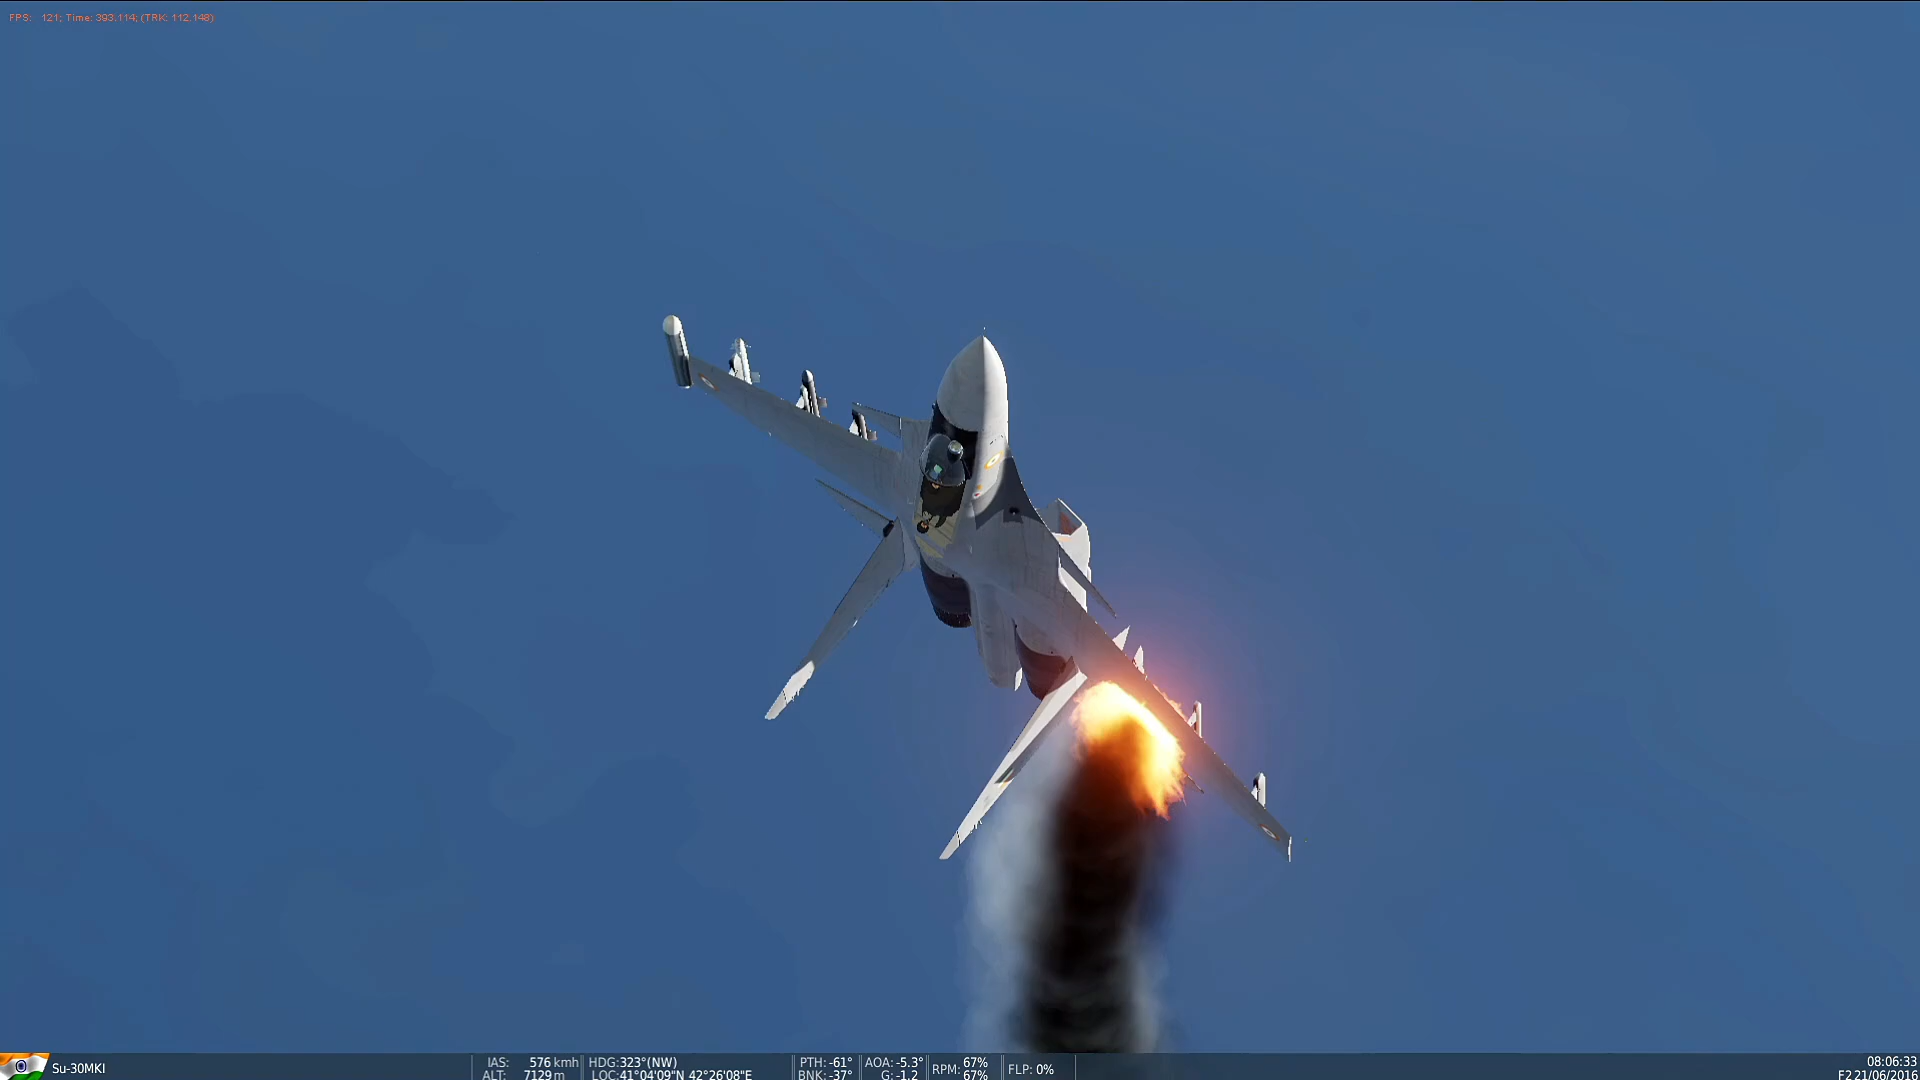 FPS: 121; Time: 393.114; (TRK: 112,148)
Su-30MKI
IAS: 576 kmh HDG:323°(NW) PTH: -61° AOA: -5.3° RPM: 67% FLP: 0% 08:06:33
ALT: 7129 m LOC:41°04'09"N 42°26'08"E BNK: -37° G: -1.2 67% F2 21/06/2016